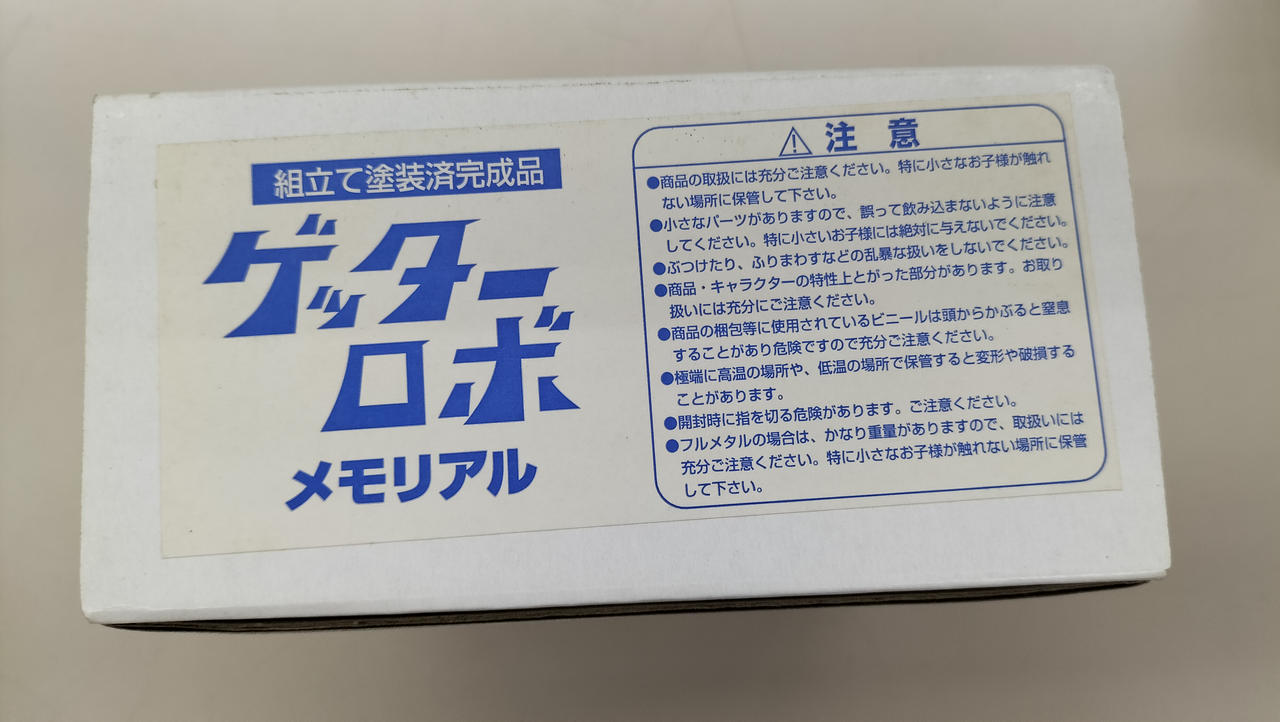 組立て塗装済完成品
ゲッター
ロボ
メモリアル
⚠注意
●商品の取扱には充分ご注意ください。特に小さなお子様が触れ
ない場所に保管して下さい。
●小さなパーツがありますので、誤って飲み込まないように注意
してください。特に小さいお子様には絶対に与えないでください。
●ぶつけたり、ふりまわすなどの乱暴な扱いをしないでください。
●商品・キャラクターの特性上とがった部分があります。お取り
扱いには充分にご注意ください。
●商品の梱包等に使用されているビニールは頭からかぶると窒息
することがあり危険ですので充分ご注意ください。
●極端に高温の場所や、低温の場所で保管すると変形や破損する
ことがあります。
●開封時に指を切る危険があります。ご注意ください。
●フルメタルの場合は、かなり重量がありますので、取扱いには
充分ご注意ください。特に小さなお子様が触れない場所に保管
して下さい。